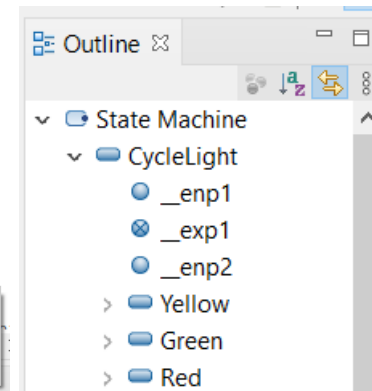 Outline
State Machine
CycleLight
__enp1
__exp1
__enp2
Yellow
Green
Red